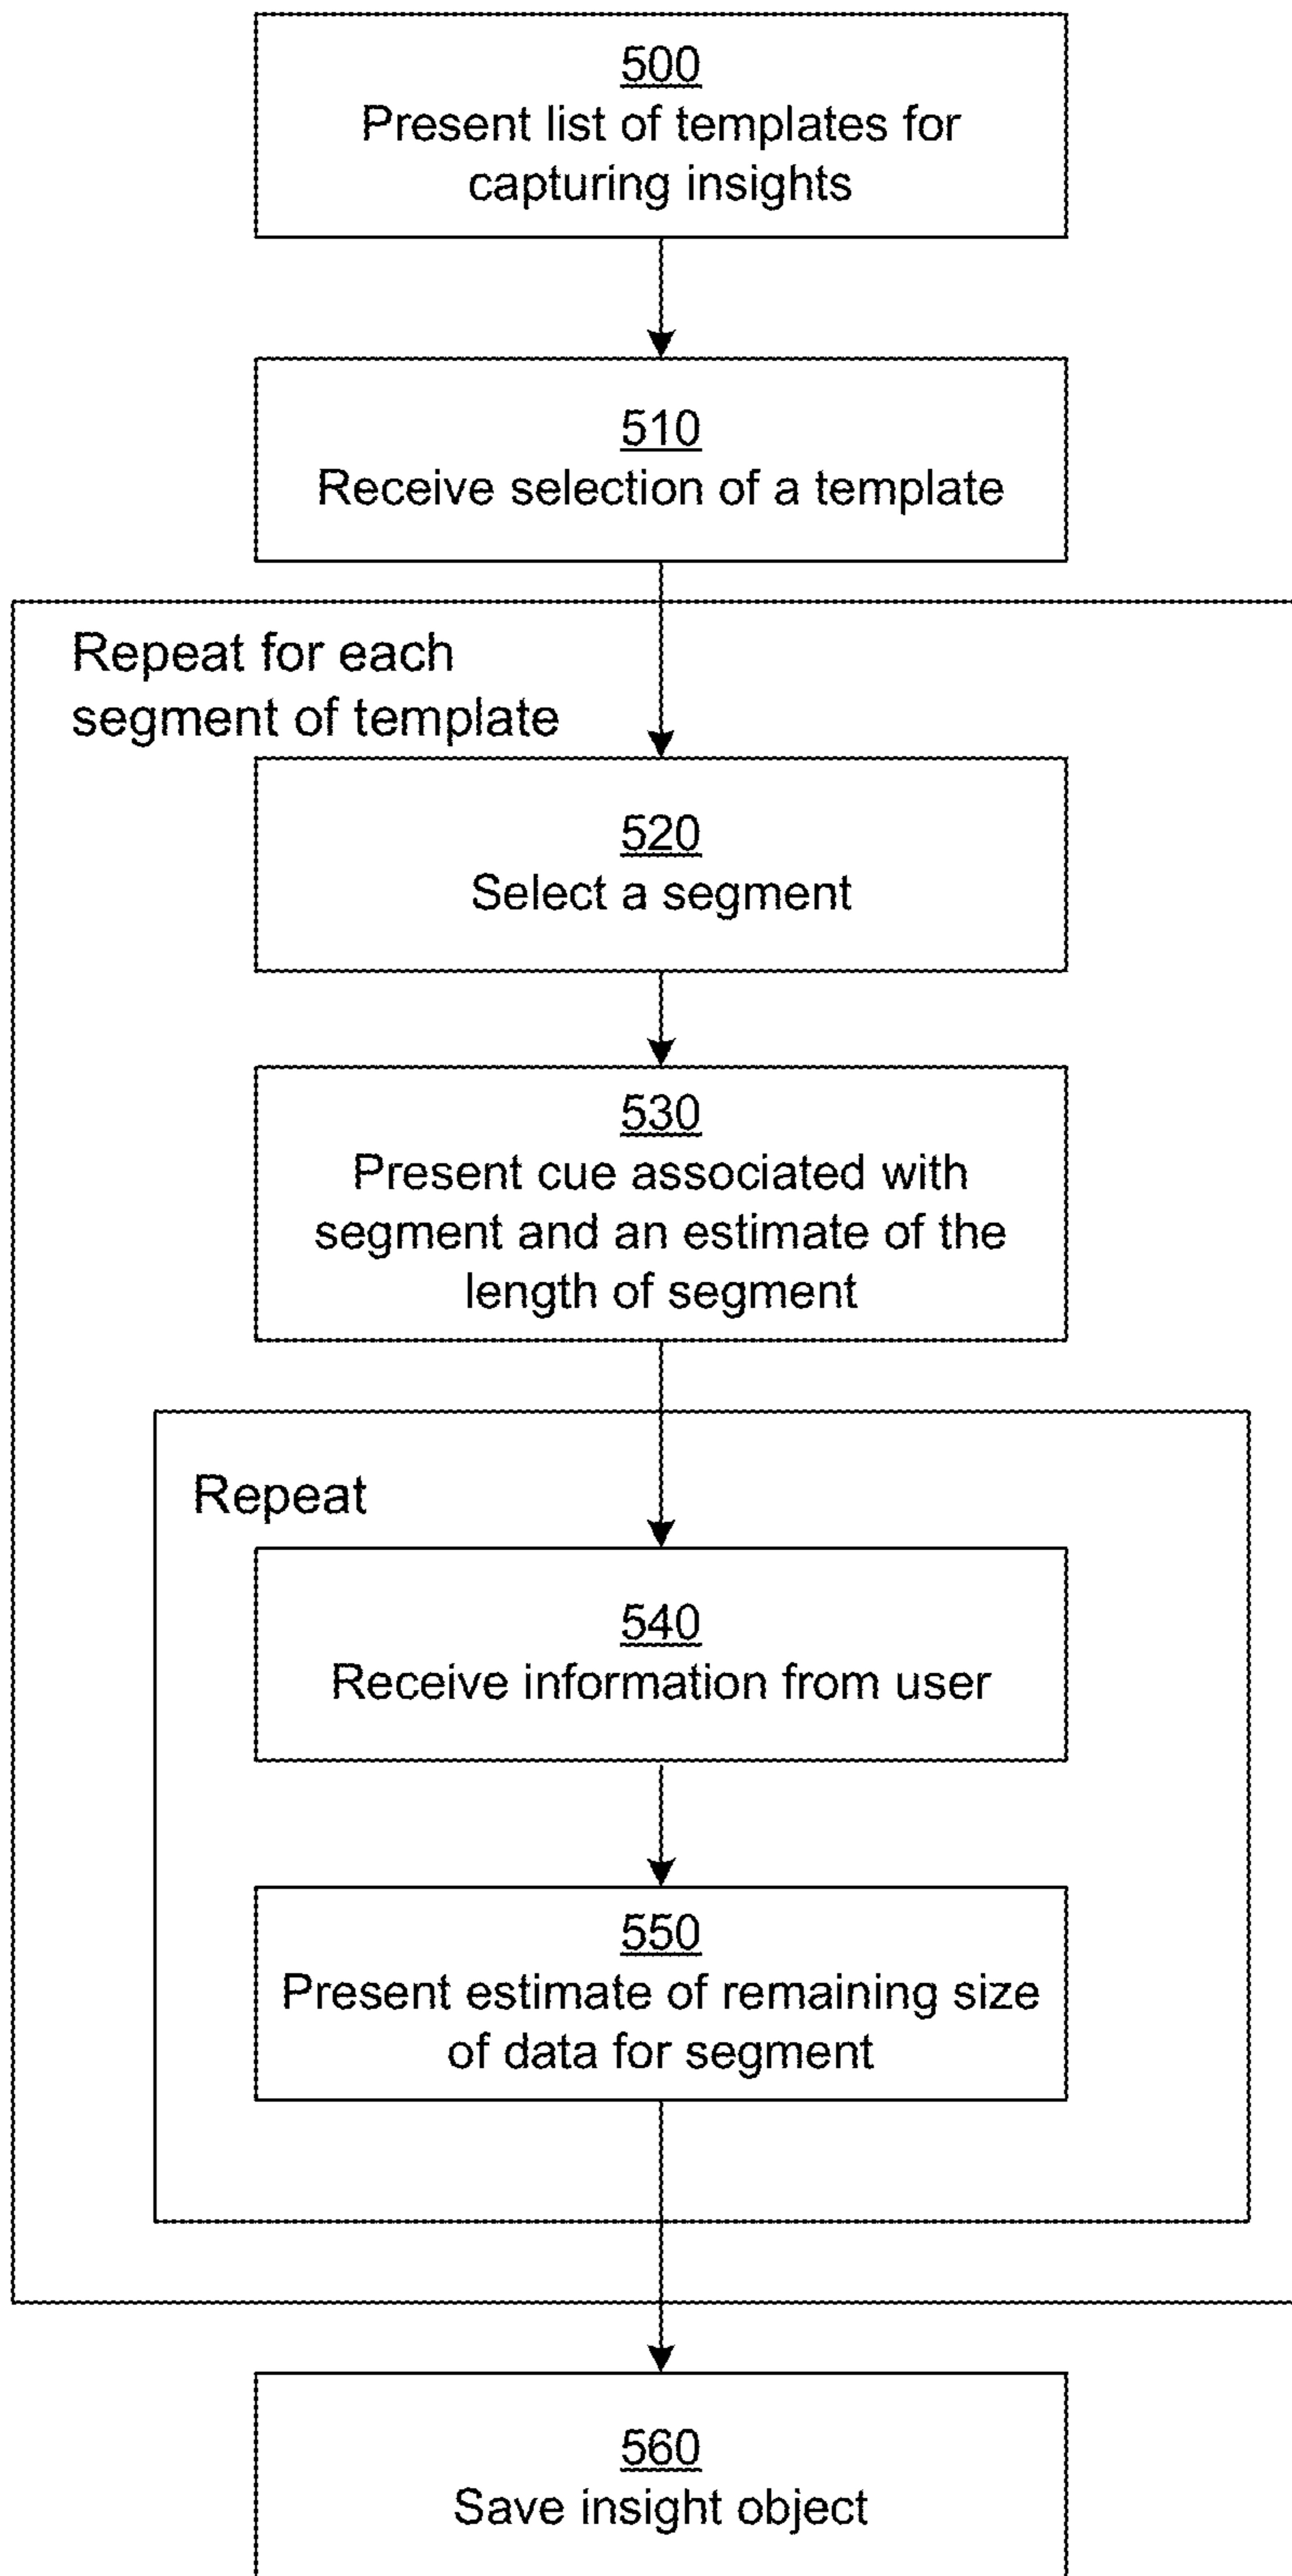 500
Present list of templates for
capturing insights
510
Receive selection of a template
Repeat for each
segment of template
520
Select a segment
530
Present cue associated with
segment and an estimate of the
length of segment
Repeat
540
Receive information from user
550
Present estimate of remaining size
of data for segment
560
Save insight object